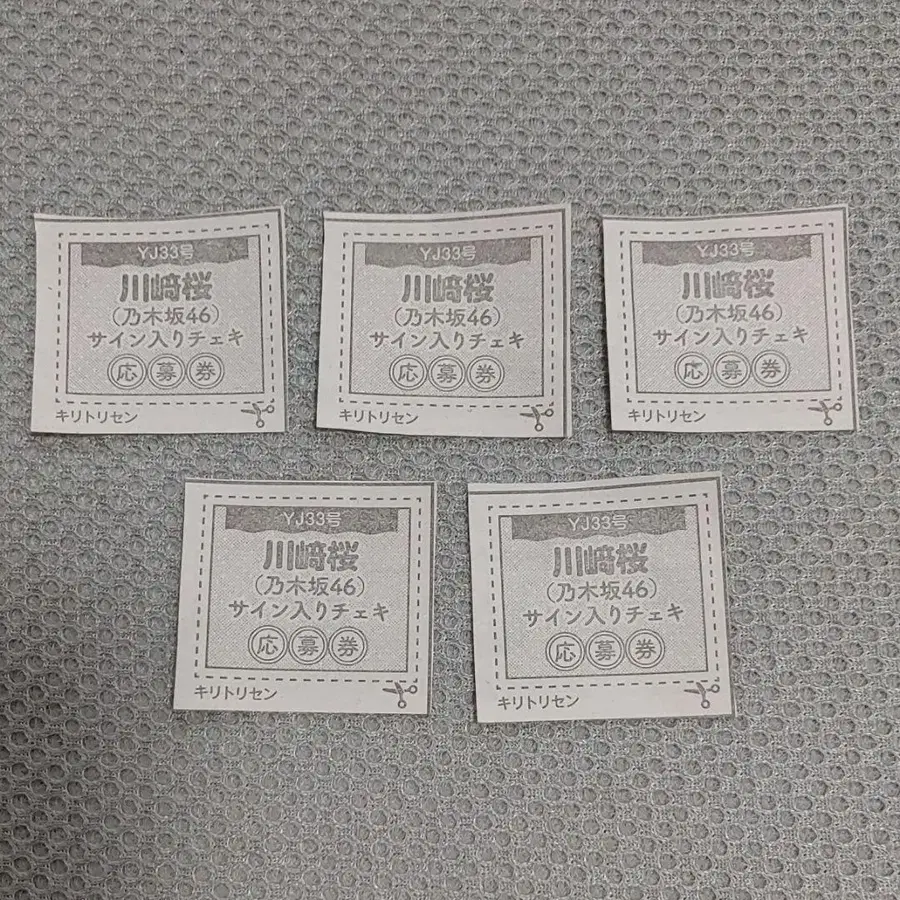 YJ33号
川﨑桜
(乃木坂46)
サイン入りチェキ
応募券
キリトリセン
YJ33号
川﨑桜
(乃木坂46)
サイン入りチェキ
応募券
キリトリセン
YJ33号
川﨑桜
(乃木坂46)
サイン入りチェキ
応募券
キリトリセン
YJ33号
川﨑桜
(乃木坂46)
サイン入りチェキ
応募券
キリトリセン
YJ33号
川﨑桜
(乃木坂46)
サイン入りチェキ
応募券
キリトリセン